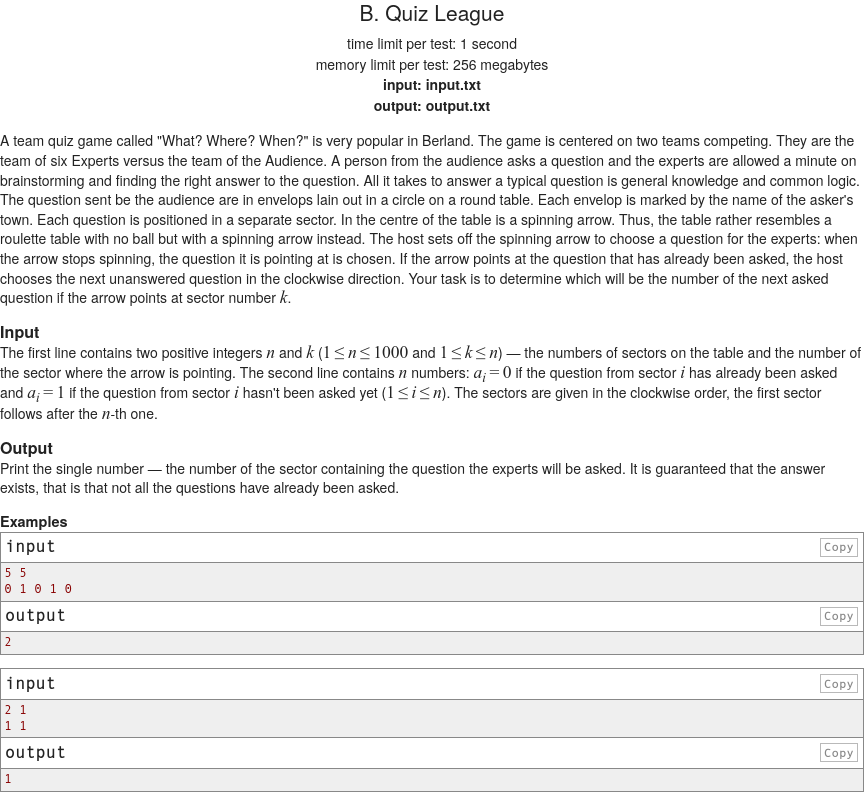 B. Quiz League
time limit per test: 1 second
memory limit per test: 256 megabytes
input: input.txt
output: output.txt
A team quiz game called "What? Where? When?" is very popular in Berland. The game is centered on two teams competing. They are the
team of six Experts versus the team of the Audience. A person from the audience asks a question and the experts are allowed a minute on
brainstorming and finding the right answer to the question. All it takes to answer a typical question is general knowledge and common logic.
The question sent be the audience are in envelops lain out in a circle on a round table. Each envelop is marked by the name of the asker's
town. Each question is positioned in a separate sector. In the centre of the table is a spinning arrow. Thus, the table rather resembles a
roulette table with no ball but with a spinning arrow instead. The host sets off the spinning arrow to choose a question for the experts: when
the arrow stops spinning, the question it is pointing at is chosen. If the arrow points at the question that has already been asked, the host
chooses the next unanswered question in the clockwise direction. Your task is to determine which will be the number of the next asked
question if the arrow points at sector number k.
Input
The first line contains two positive integers n and k (1 ≤ n ≤ 1000 and 1 ≤ k ≤ n) — the numbers of sectors on the table and the number of
the sector where the arrow is pointing. The second line contains n numbers: a_i = 0 if the question from sector i has already been asked
and a_i = 1 if the question from sector i hasn't been asked yet (1 ≤ i ≤ n). The sectors are given in the clockwise order, the first sector
follows after the n-th one.
Output
Print the single number — the number of the sector containing the question the experts will be asked. It is guaranteed that the answer
exists, that is that not all the questions have already been asked.
Examples
input Copy
5 5
0 1 0 1 0
output Copy
2
input Copy
2 1
1 1
output Copy
1